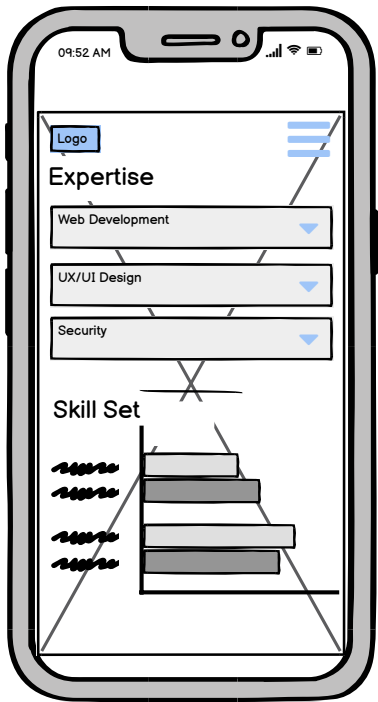 09:52 AM
Logo
Expertise
Web Development
UX/UI Design
Security
Skill Set